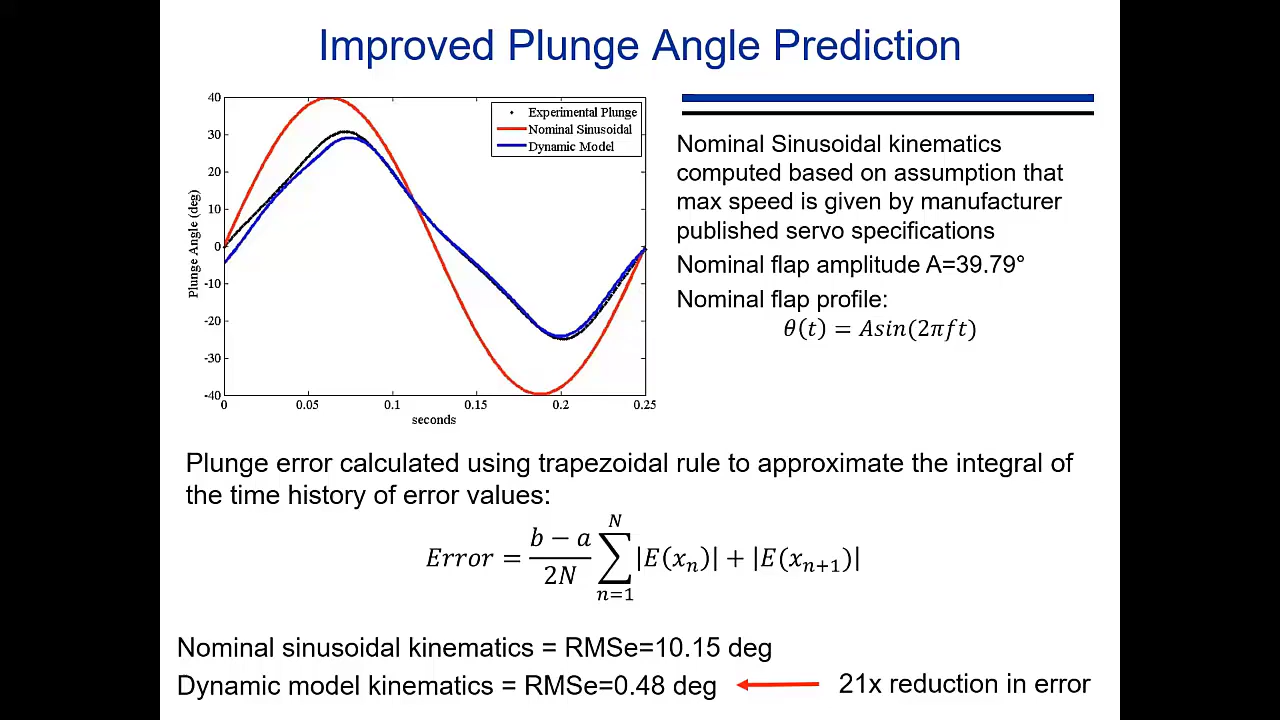 Improved Plunge Angle Prediction
40
30
20
10
0
-10
-20
-30
-40
0
0.05
0.1
0.15
0.2
0.25
seconds
Plunge Angle (deg)
Experimental Plunge
Nominal Sinusoidal
Dynamic Model
Nominal Sinusoidal kinematics
computed based on assumption that
max speed is given by manufacturer
published servo specifications
Nominal flap amplitude A=39.79°
Nominal flap profile:
θ(t) = Asin(2πft)
Plunge error calculated using trapezoidal rule to approximate the integral of
the time history of error values:
Error = \frac{b − a}{2N} \sum_{n=1}^{N} |E(x_n)| + |E(x_{n+1})|
Nominal sinusoidal kinematics = RMSe=10.15 deg
Dynamic model kinematics = RMSe=0.48 deg
21x reduction in error